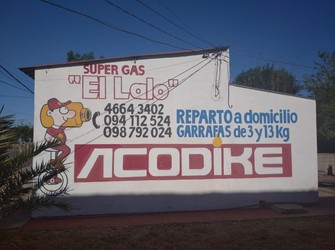 SUPER GAS
"El Lolo"
4664 3402
094 112 524
098 792 024
REPARTO a domicilio
GARRAFAS de 3 y 13 kg
ACODIKE